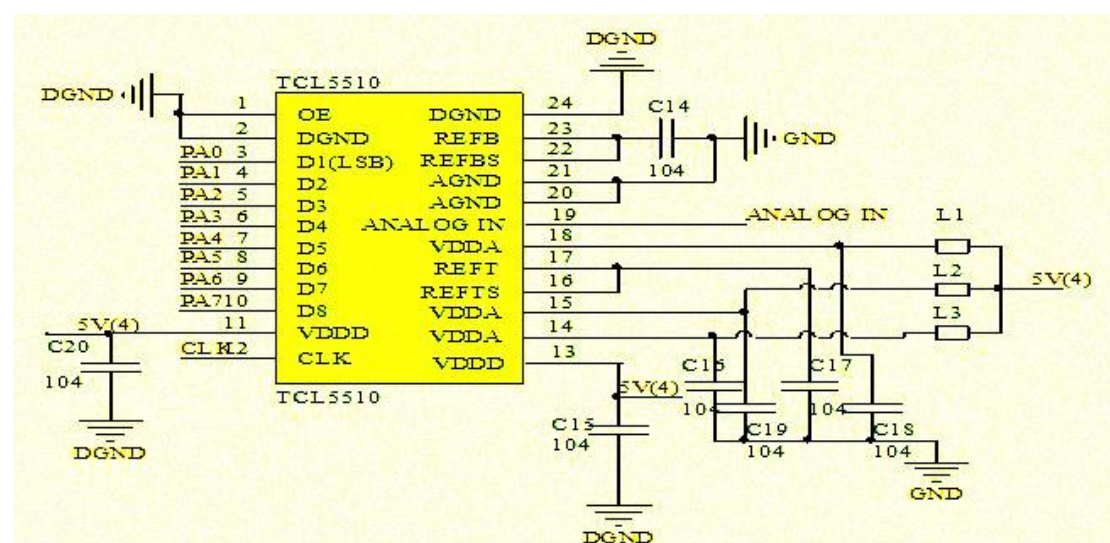 DGND
TCL5510
DGND 1 OE DGND 24 C14
2 DGND REFB 23
PA0 3 D1(LSB) REFBS 22 104 GND
PA1 4 D2 AGND 21
PA2 5 D3 AGND 20
PA3 6 D4 ANALOG IN 19 ANALOG IN L1
PA4 7 D5 VDDA 18
PA5 8 D6 REFT 17 L2
PA6 9 D7 REFTS 16 5V(4)
PA7 10 D8 VDDA 15 L3
5V(4) 11 VDDD VDDA 14
C20 CLK 12 CLK VDDD 13
104 C16 C17
TCL5510 5V(4)
C15 104 104
104 C19 C18
DGND 104 104
GND
DGND